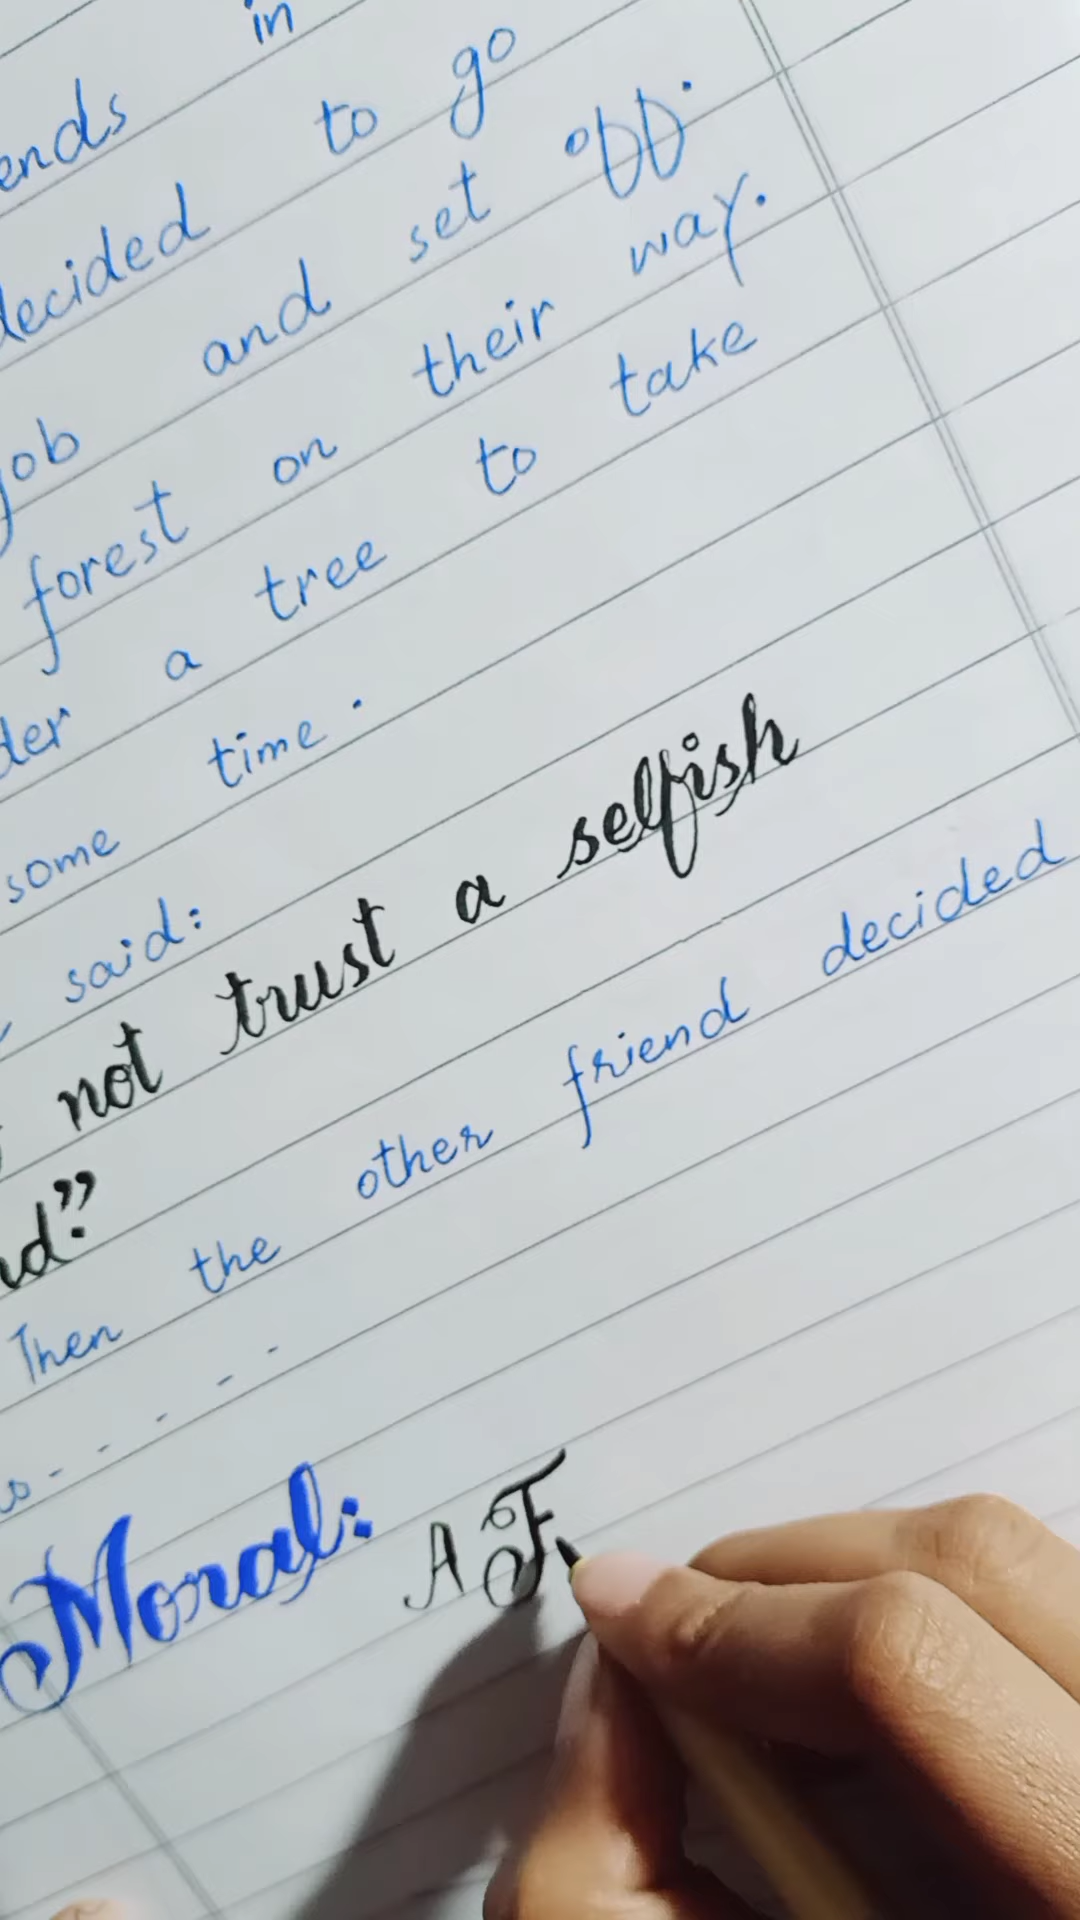 in
ends to go
decided and set off.
job their way.
forest on to take
der a tree
some time.
said:
not trust a selfish
nd?"
Then the other friend decided
- - - - -
Moral: A F